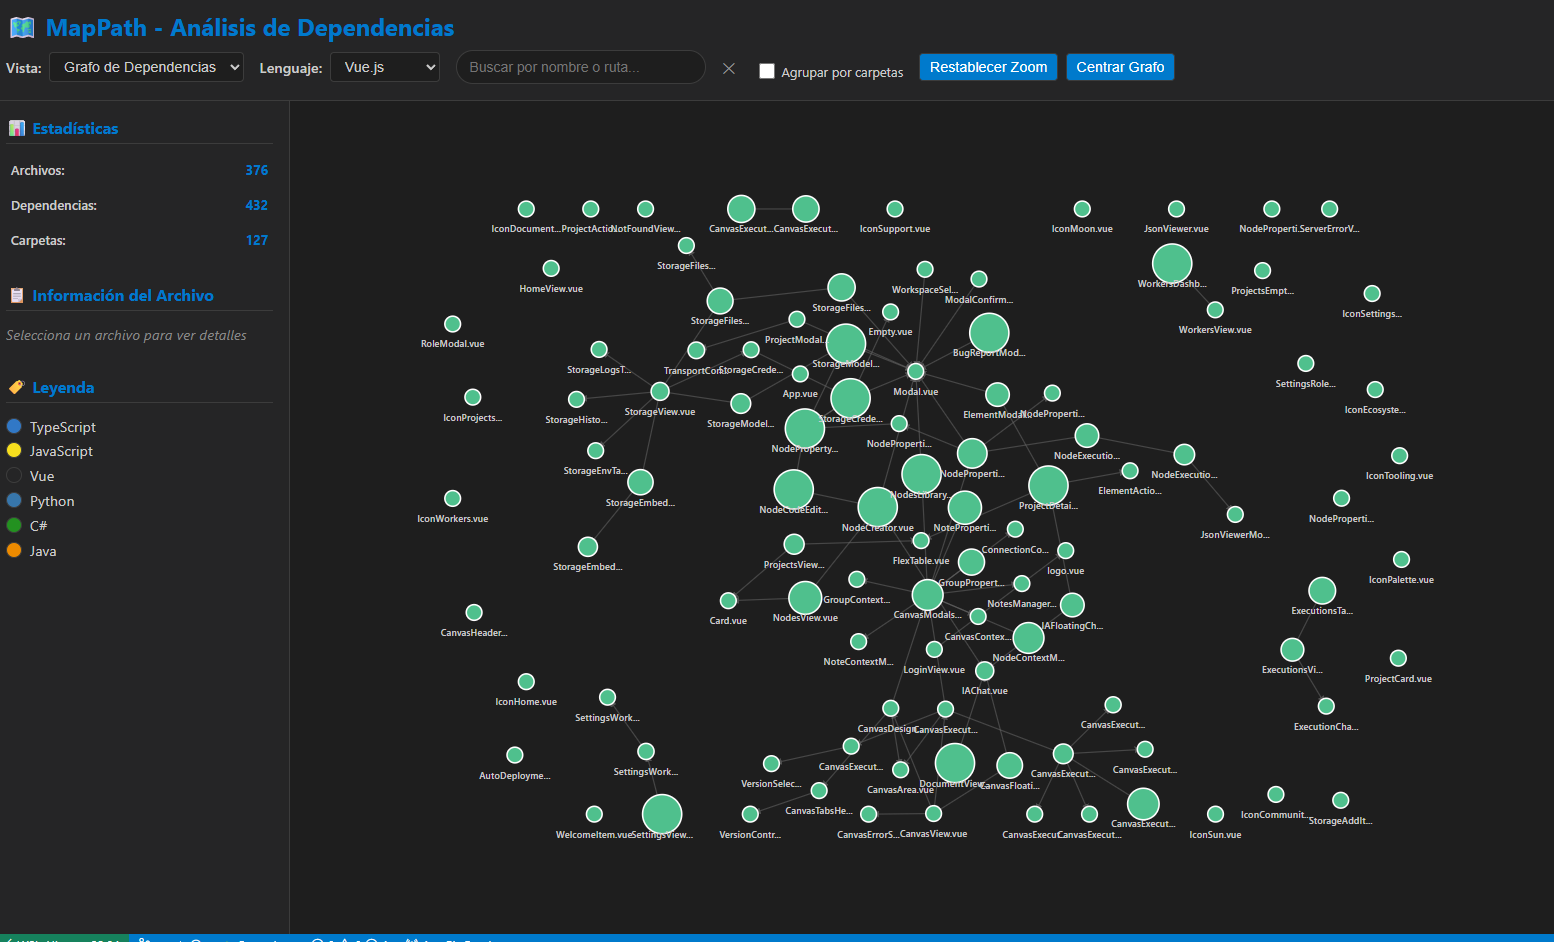 MapPath - Análisis de Dependencias
Vista: Grafo de Dependencias Lenguaje: Vue.js Buscar por nombre o ruta... Agrupar por carpetas Restablecer Zoom Centrar Grafo
Estadísticas
Archivos: 376
Dependencias: 432
Carpetas: 127
Información del Archivo
Selecciona un archivo para ver detalles
Leyenda
TypeScript
JavaScript
Vue
Python
C#
Java
IconDocument...
NotFoundView...
CanvasExecut...
CanvasExecut...
IconSupport.vue
IconMoon.vue
JsonViewer.vue
NodeProperti...
ServerErrorV...
StorageFiles...
HomeView.vue
WorkspaceSel...
ModalConfirm...
WorkersDashb...
ProjectsEmpt...
IconSettings...
StorageFiles...
StorageFiles...
Empty.vue
WorkersView.vue
RoleModal.vue
ProjectModal...
BugReportMod...
StorageLogsT...
StorageCrede...
StorageModel...
App.vue
Modal.vue
SettingsRole...
IconProjects...
StorageHisto...
StorageView.vue
StorageModel...
StorageCrede...
ElementModal...
NodeProperti...
IconEcosyste...
StorageEnvTa...
NodeProperty...
NodeProperti...
NodeExecutio...
NodeExecutio...
NodeProperti...
IconTooling.vue
IconWorkers.vue
StorageEmbed...
NodeCodeEdit...
NodesLibrary...
ElementActio...
ProjectDetai...
NodeProperti...
NodeCreator.vue
NoteProperti...
JsonViewerMo...
StorageEmbed...
ProjectsView...
FlexTable.vue
ConnectionCo...
logo.vue
IconPalette.vue
GroupContext...
GroupPropert...
NotesManager...
Card.vue
NodesView.vue
CanvasModals...
CanvasContex...
IAFloatingCh...
ExecutionsTa...
CanvasHeader...
NoteContextM...
LoginView.vue
NodeContextM...
ExecutionsVi...
ProjectCard.vue
IAChat.vue
IconHome.vue
SettingsWork...
CanvasDesign...
CanvasExecut...
CanvasExecut...
ExecutionCha...
AutoDeployme...
SettingsWork...
VersionSelec...
CanvasExecut...
CanvasArea.vue
DocumentView...
CanvasFloati...
CanvasExecut...
CanvasExecut...
WelcomeItem.vue
SettingsView...
VersionContr...
CanvasTabsHe...
CanvasErrorS...
CanvasView.vue
CanvasExecut...
CanvasExecut...
CanvasExecut...
IconSun.vue
IconCommunit...
StorageAddIt...